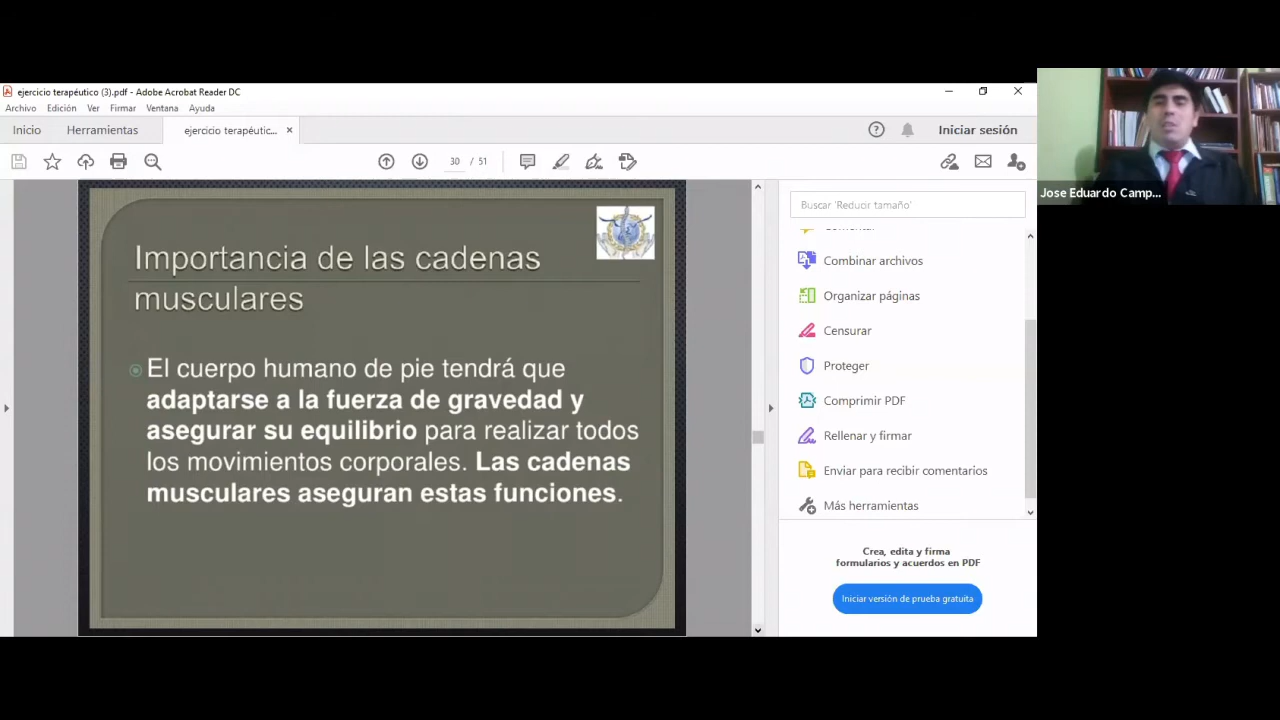 ejercicio terapéutico (3).pdf - Adobe Acrobat Reader DC
Archivo Edición Ver Firmar Ventana Ayuda
Inicio Herramientas ejercicio terapéutic... × Iniciar sesión
30 / 51
Jose Eduardo Camp...
Importancia de las cadenas
musculares
El cuerpo humano de pie tendrá que
adaptarse a la fuerza de gravedad y
asegurar su equilibrio para realizar todos
los movimientos corporales. Las cadenas
musculares aseguran estas funciones.
Buscar 'Reducir tamaño'
Comentar
Combinar archivos
Organizar páginas
Censurar
Proteger
Comprimir PDF
Rellenar y firmar
Enviar para recibir comentarios
Más herramientas
Crea, edita y firma
formularios y acuerdos en PDF
Iniciar versión de prueba gratuita